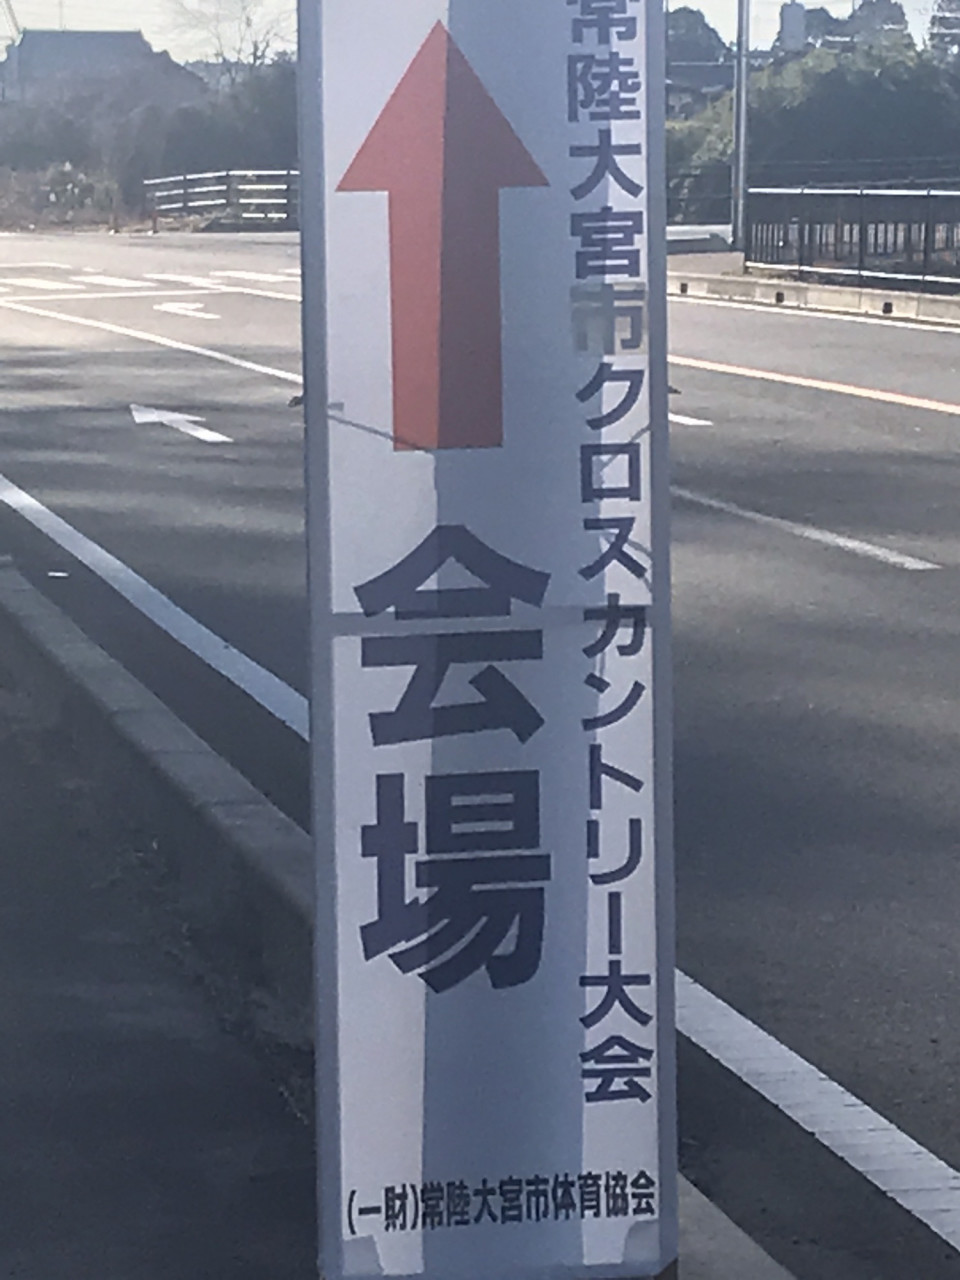 常陸大宮市クロスカントリー大会
会場
(一財)常陸大宮市体育協会